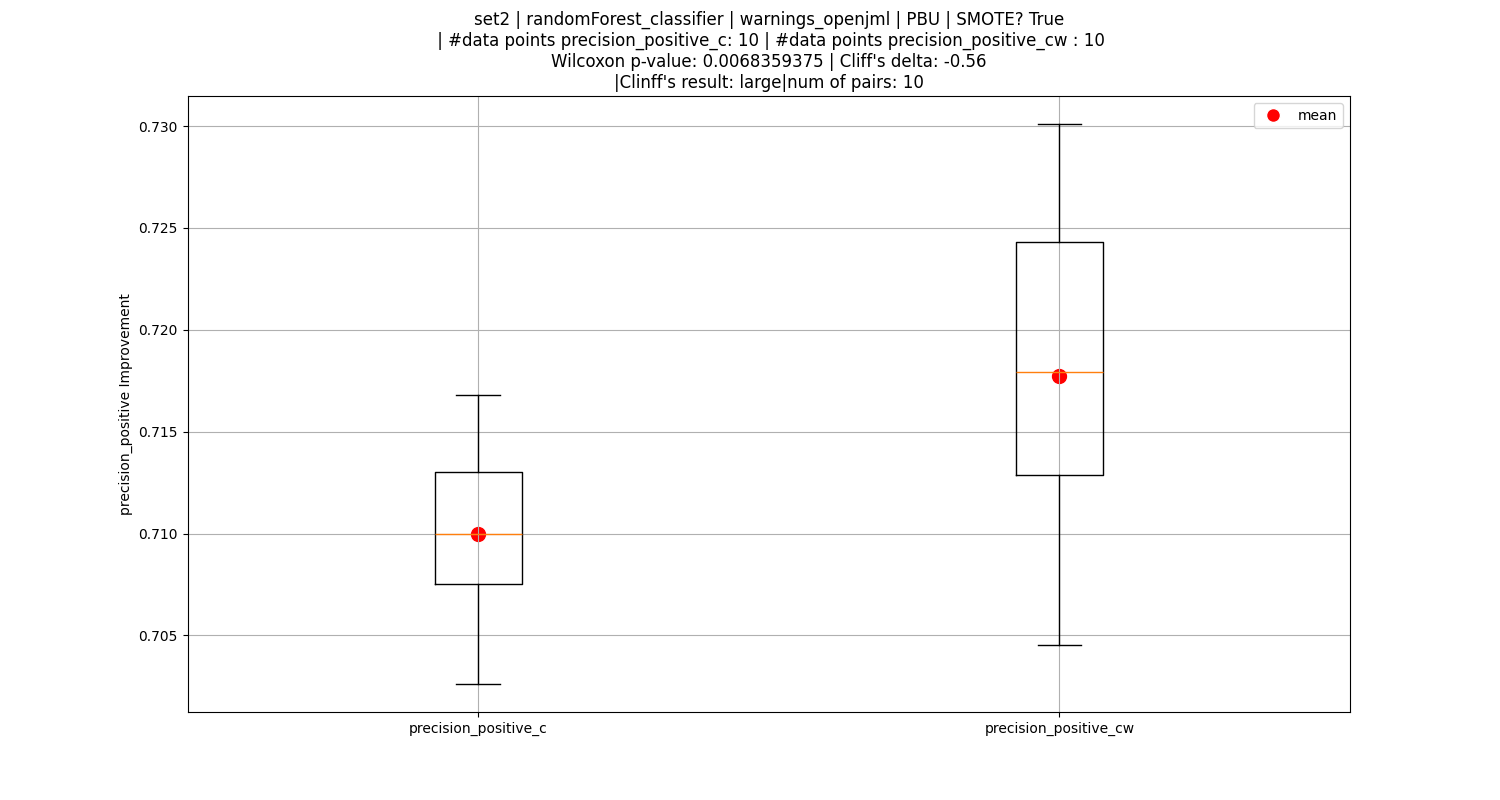 set2 | randomForest_classifier | warnings_openjml | PBU | SMOTE? True
| #data points precision_positive_c: 10 | #data points precision_positive_cw : 10
Wilcoxon p-value: 0.0068359375 | Cliff's delta: -0.56
|Clinff's result: large|num of pairs: 10
mean
0.730
0.725
0.720
0.715
0.710
0.705
precision_positive Improvement
precision_positive_c
precision_positive_cw